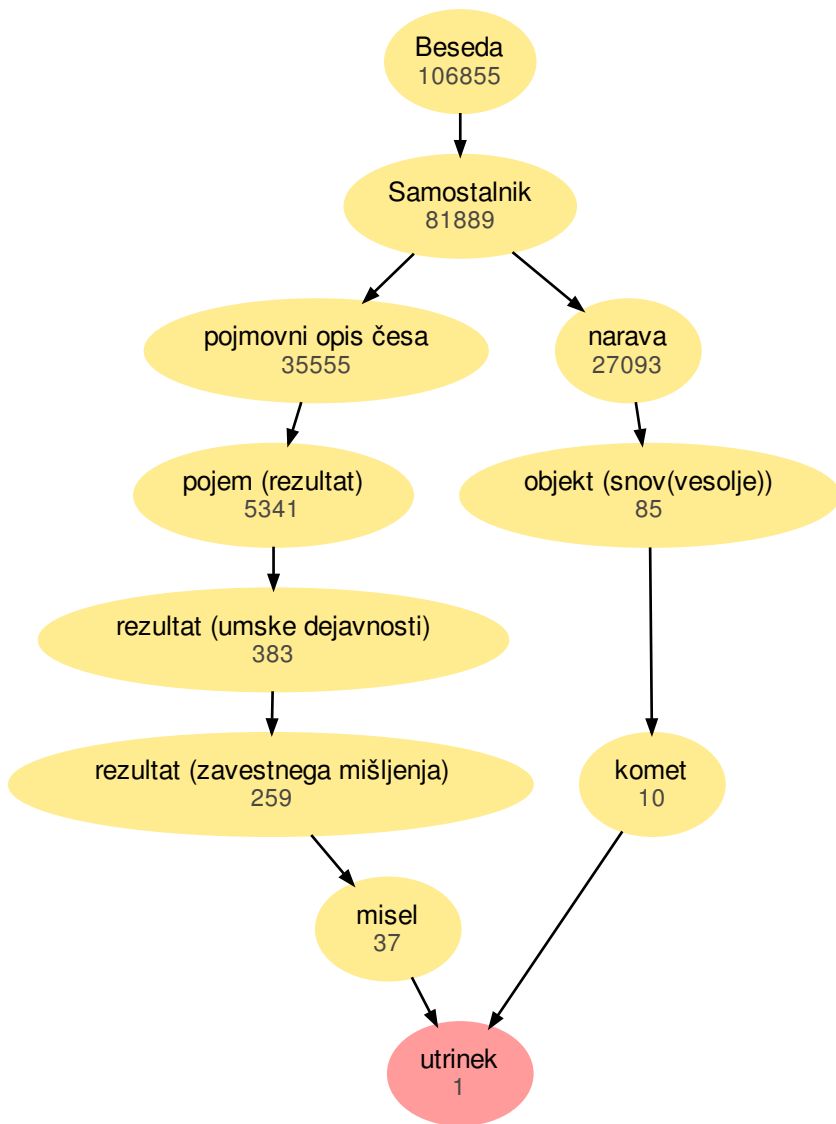 Beseda
106855
Samostalnik
81889
pojmovni opis česa
35555
narava
27093
pojem (rezultat)
5341
objekt (snov(vesolje))
85
rezultat (umske dejavnosti)
383
rezultat (zavestnega mišljenja)
259
komet
10
misel
37
utrinek
1